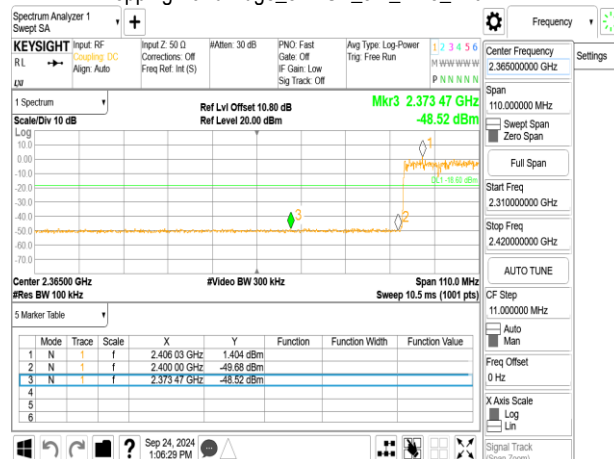 Spectrum Analyzer 1
Swept SA
+
Frequency
Settings
KEYSIGHT
RL
Input: RF
Coupling: DC
Align: Auto
Input Z: 50 Ω
Corrections: Off
Freq Ref: Int (S)
#Atten: 30 dB
PNO: Fast
Gate: Off
IF Gain: Low
Sig Track: Off
Avg Type: Log-Power
Trig: Free Run
1 2 3 4 5 6
M W W W W W
P N N N N N
1 Spectrum
Scale/Div 10 dB
Ref Lvl Offset 10.80 dB
Ref Level 20.00 dBm
Mkr3 2.373 47 GHz
-48.52 dBm
Log
10.0
0.00
-10.0
-20.0
-30.0
-40.0
-50.0
-60.0
-70.0
1
2
3
Center 2.36500 GHz
#Res BW 100 kHz
#Video BW 300 kHz
Span 110.0 MHz
Sweep 10.5 ms (1001 pts)
5 Marker Table
Mode Trace Scale X Y Function Function Width Function Value
1 N 1 f 2.406 03 GHz 1.404 dBm
2 N 1 f 2.400 00 GHz -49.68 dBm
3 N 1 f 2.373 47 GHz -48.52 dBm
4
5
6
Sep 24, 2024
1:06:29 PM
?
Center Frequency
2.365000000 GHz
Span
110.000000 MHz
Swept Span
Zero Span
Full Span
Start Freq
2.310000000 GHz
Stop Freq
2.420000000 GHz
AUTO TUNE
CF Step
11.000000 MHz
Auto
Man
Freq Offset
0 Hz
X Axis Scale
Log
Lin
Signal Track
(Span Zoom)